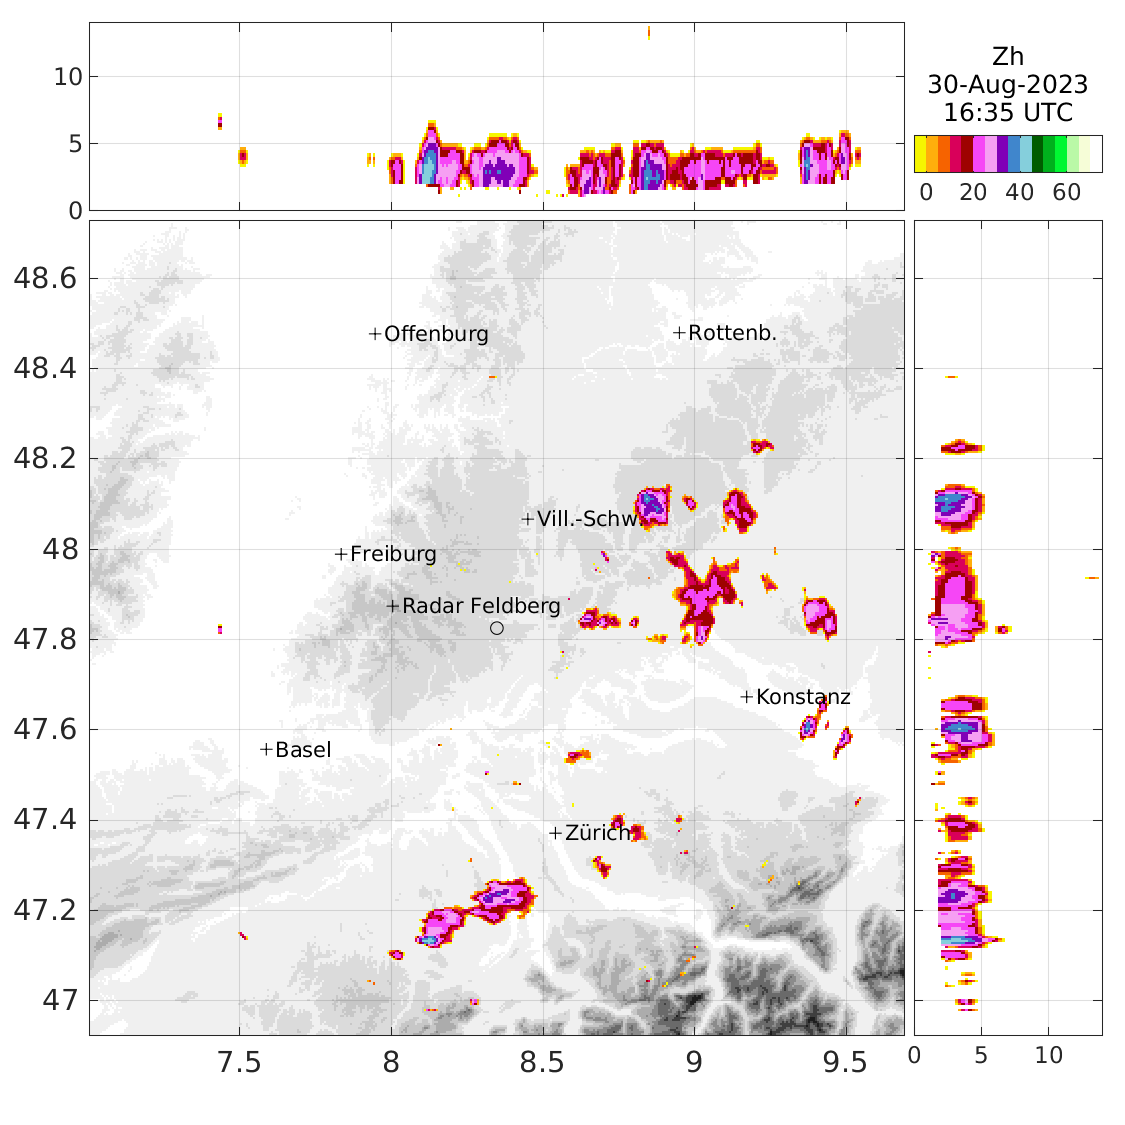 Zh
30-Aug-2023
16:35 UTC
10
5
0
0 20 40 60
48.6
+Offenburg +Rottenb.
48.4
48.2
+Vill.-Schw.
48
+Freiburg
+Radar Feldberg
47.8
+Konstanz
47.6
+Basel
47.4
+Zürich
47.2
47
7.5 8 8.5 9 9.5
0 5 10